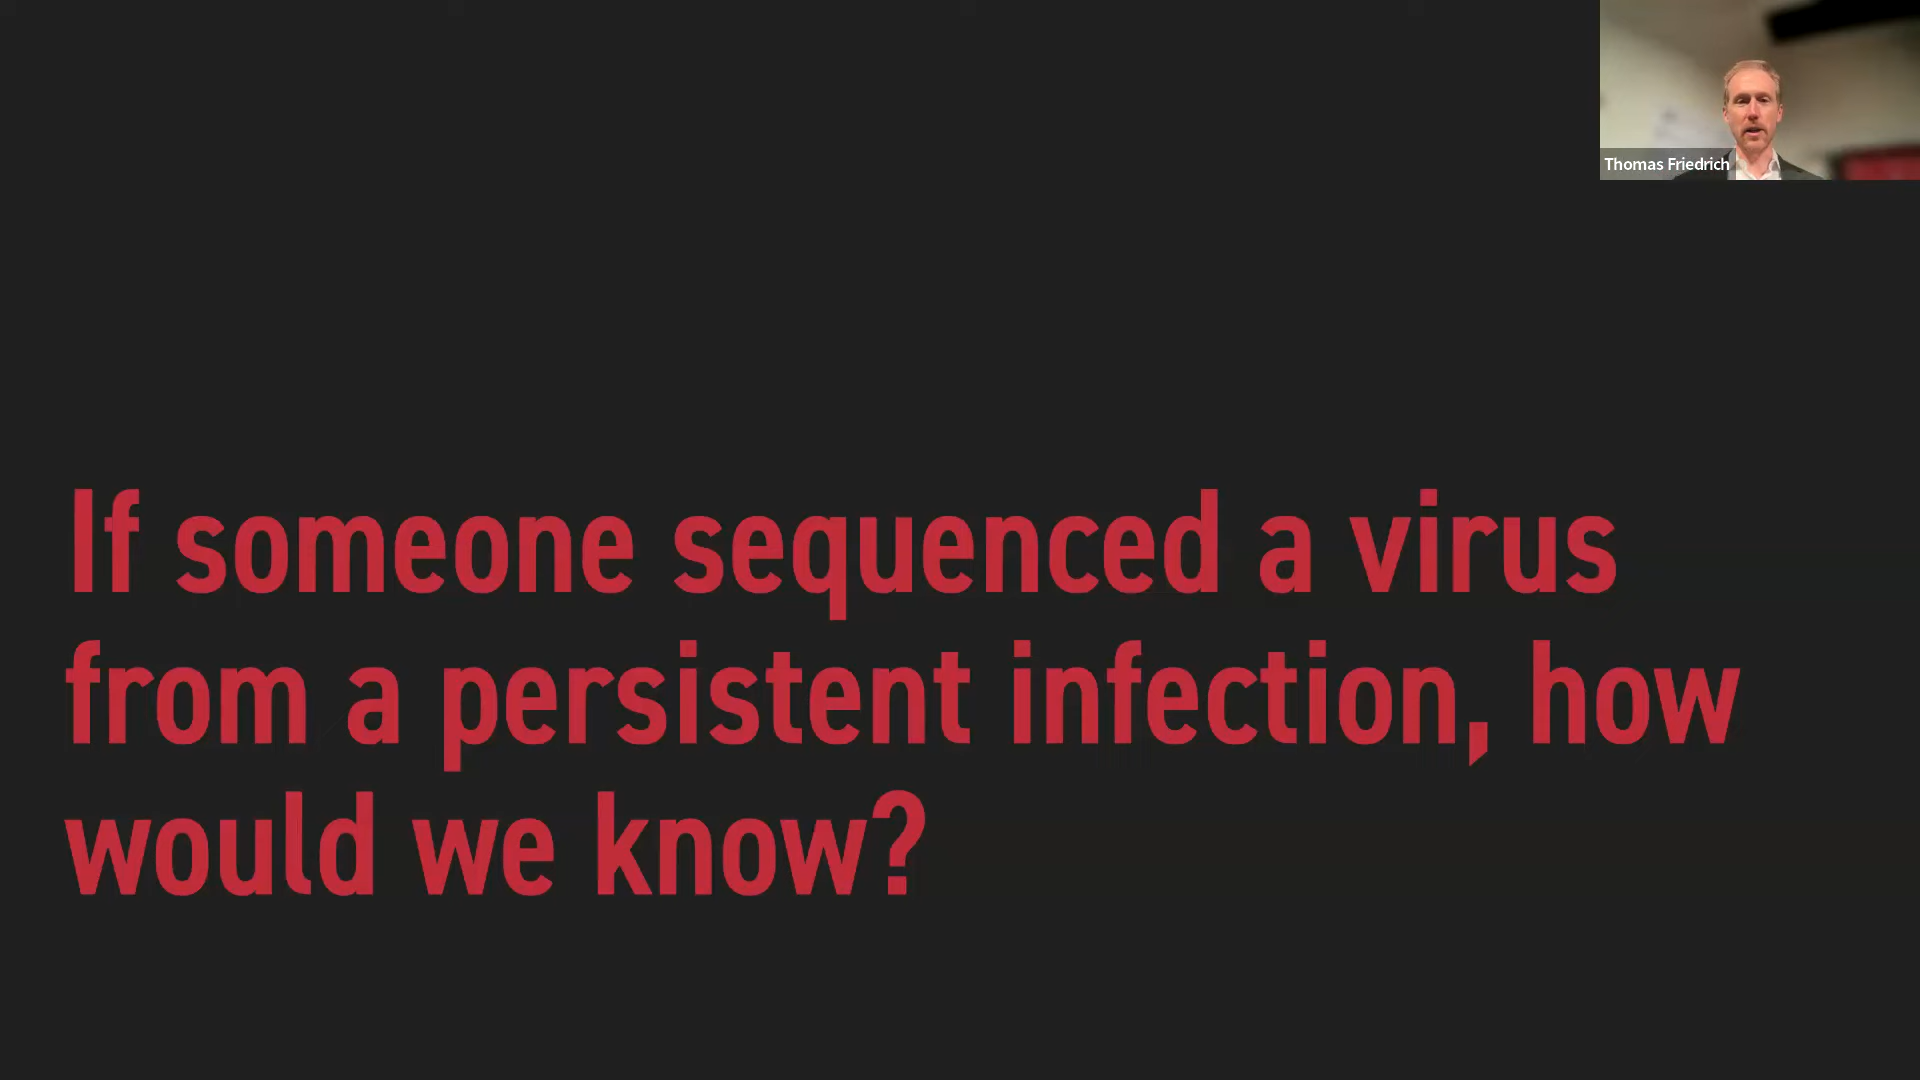 Thomas Friedrich
If someone sequenced a virus
from a persistent infection, how
would we know?